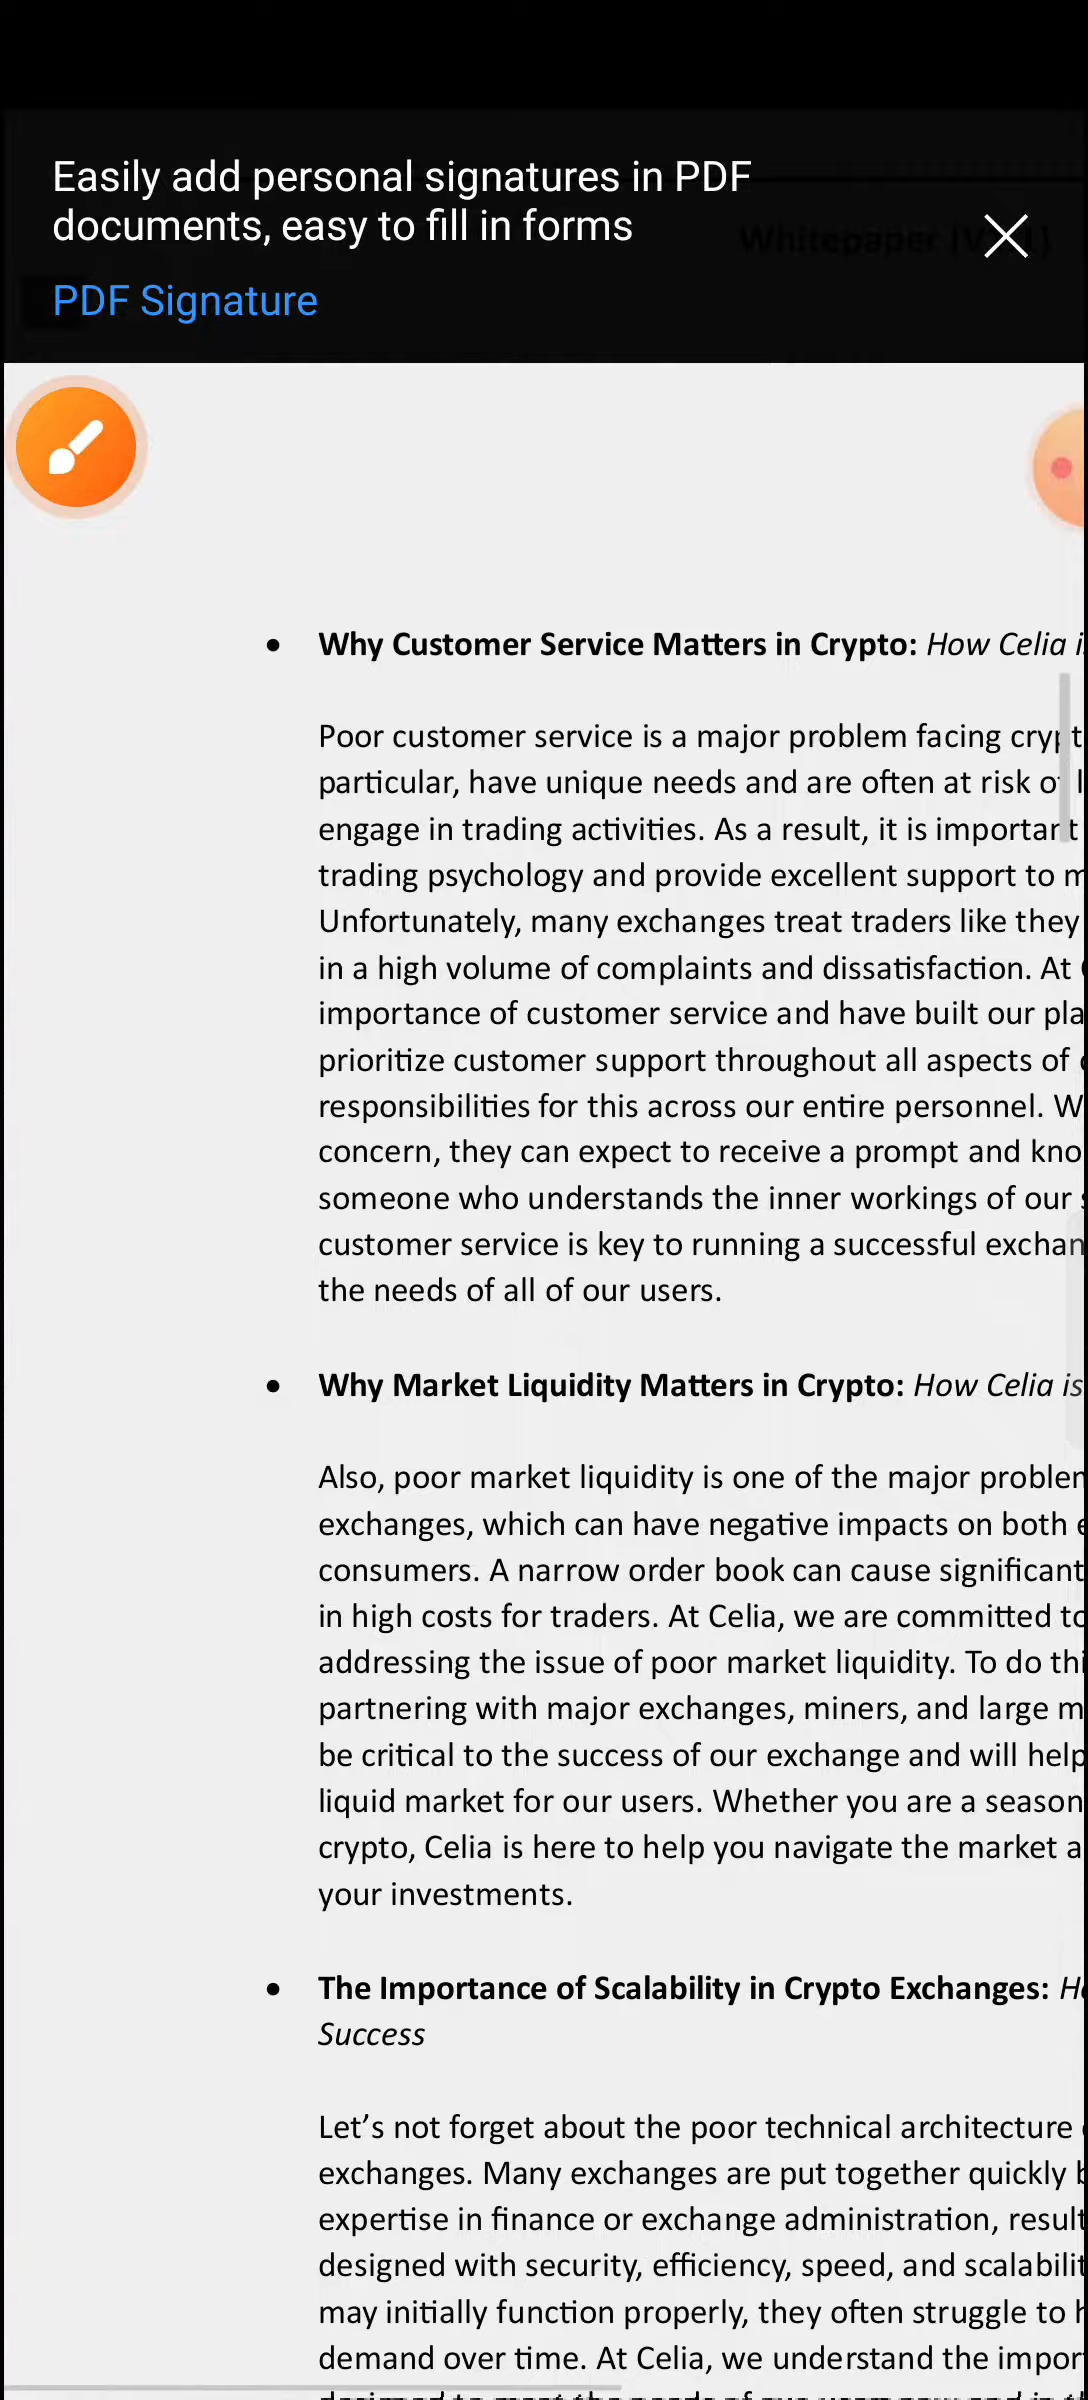 Easily add personal signatures in PDF
documents, easy to fill in forms
Whitepaper
PDF Signature
• Why Customer Service Matters in Crypto: How Celia
Poor customer service is a major problem facing
particular, have unique needs and are often at risk
engage in trading activities. As a result, it is important
trading psychology and provide excellent support to
Unfortunately, many exchanges treat traders like they
in a high volume of complaints and dissatisfaction. At
importance of customer service and have built our
prioritize customer support throughout all aspects of
responsibilities for this across our entire personnel.
concern, they can expect to receive a prompt and
someone who understands the inner workings of our
customer service is key to running a successful
the needs of all of our users.
• Why Market Liquidity Matters in Crypto: How Celia is
Also, poor market liquidity is one of the major
exchanges, which can have negative impacts on both
consumers. A narrow order book can cause significant
in high costs for traders. At Celia, we are committed to
addressing the issue of poor market liquidity. To do
partnering with major exchanges, miners, and large
be critical to the success of our exchange and will help
liquid market for our users. Whether you are a
crypto, Celia is here to help you navigate the market
your investments.
• The Importance of Scalability in Crypto Exchanges:
Success
Let’s not forget about the poor technical architecture
exchanges. Many exchanges are put together quickly
expertise in finance or exchange administration,
designed with security, efficiency, speed, and
may initially function properly, they often struggle to
demand over time. At Celia, we understand the